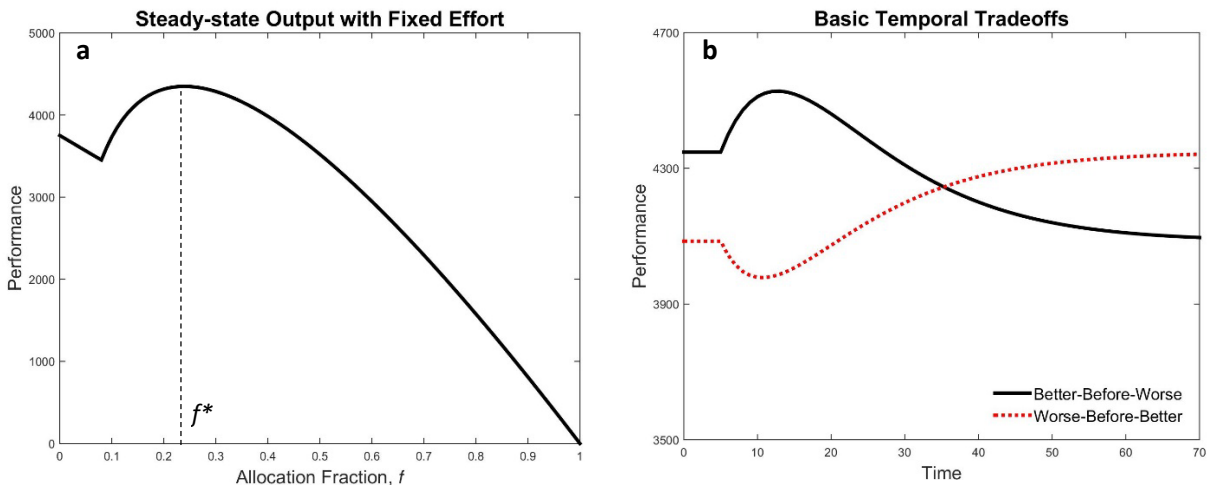 Steady-state Output with Fixed Effort
a
5000
4000
3000
2000
1000
0
Performance
0 0.1 0.2 0.3 0.4 0.5 0.6 0.7 0.8 0.9 1
f*
Allocation Fraction, f
Basic Temporal Tradeoffs
b
4700
4300
3900
3500
Performance
0 10 20 30 40 50 60 70
Time
Better-Before-Worse
Worse-Before-Better